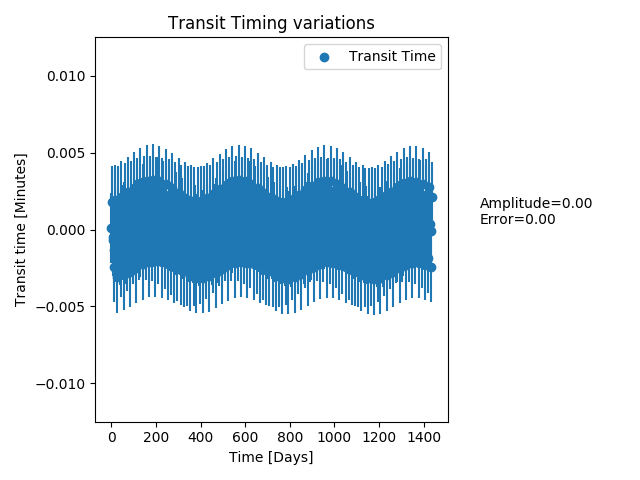 Transit Timing variations
Transit Time
0.010
0.005
0.000
−0.005
−0.010
Transit time [Minutes]
0 200 400 600 800 1000 1200 1400
Time [Days]
Amplitude=0.00
Error=0.00